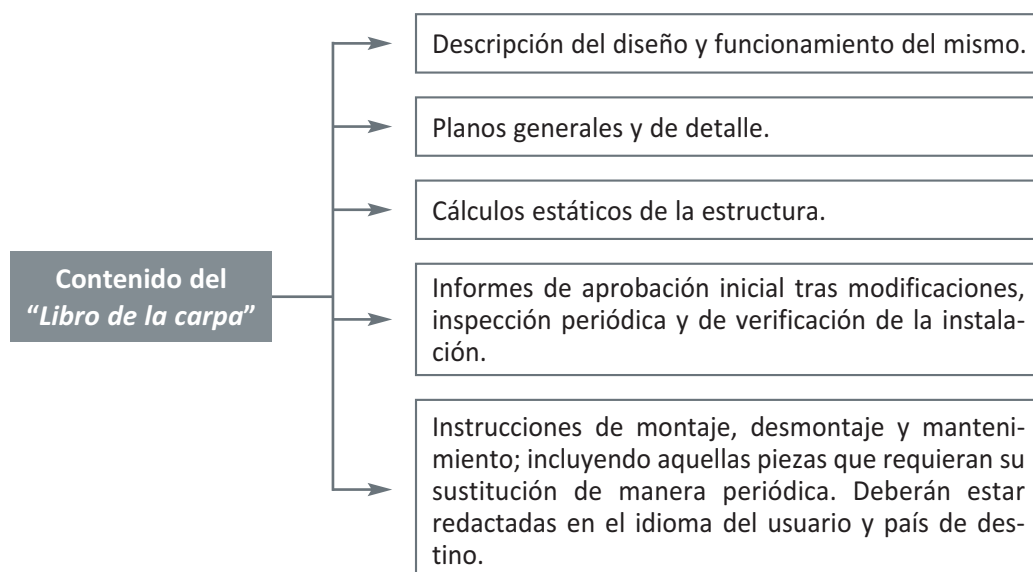 Descripción del diseño y funcionamiento del mismo.
Planos generales y de detalle.
Cálculos estáticos de la estructura.
Contenido del
“Libro de la carpa”
Informes de aprobación inicial tras modificaciones,
inspección periódica y de verificación de la instala-
ción.
Instrucciones de montaje, desmontaje y manteni-
miento; incluyendo aquellas piezas que requieran su
sustitución de manera periódica. Deberán estar
redactadas en el idioma del usuario y país de des-
tino.